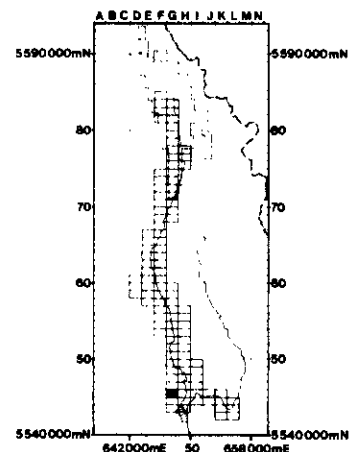 A B C D E F G H I J K L M N
5590000mN 5590000mN
80 80
70 70
60 60
50 50
5540000mN 5540000mN
642000mE 50 658000mE